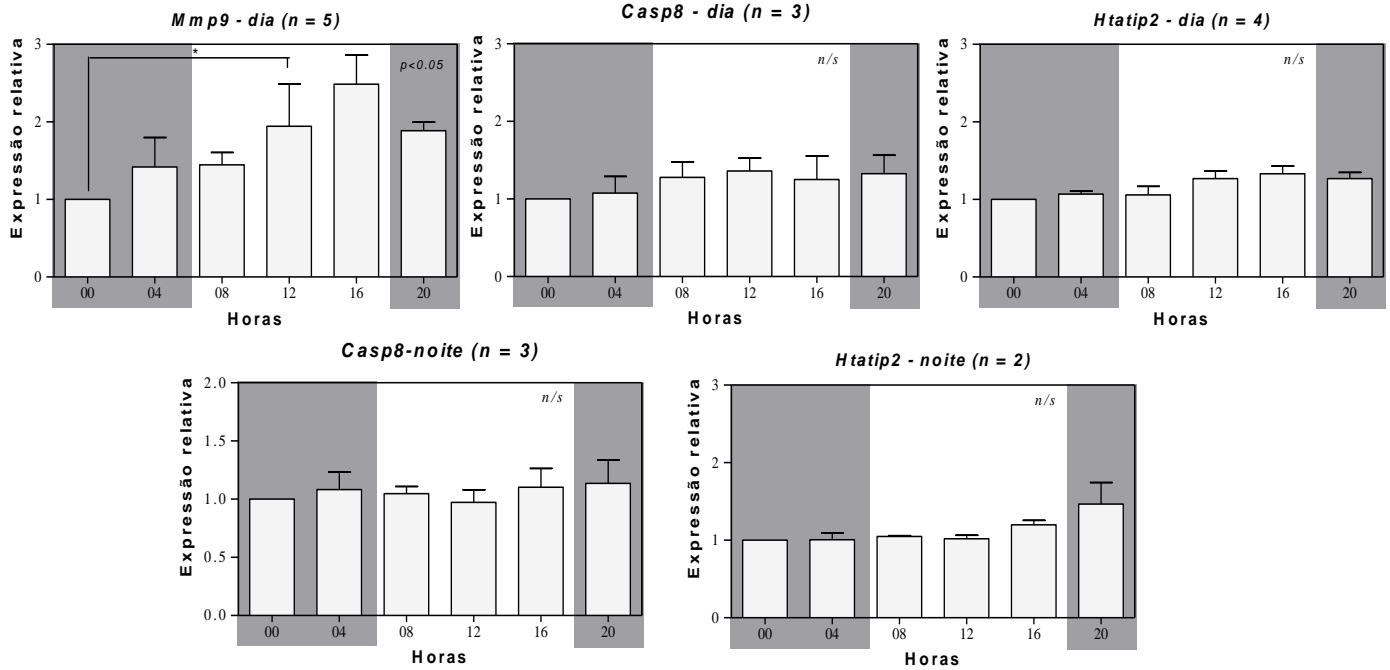 Mmp9 - dia (n = 5)
Expressão relativa
3
2
1
0
*
p<0.05
00 04 08 12 16 20
Horas
Casp8 - dia (n = 3)
Expressão relativa
3
2
1
0
n/s
00 04 08 12 16 20
Horas
Htatip2 - dia (n = 4)
Expressão relativa
3
2
1
0
n/s
00 04 08 12 16 20
Horas
Casp8-noite (n = 3)
Expressão relativa
2.0
1.5
1.0
0.5
0.0
n/s
00 04 08 12 16 20
Horas
Htatip2 - noite (n = 2)
Expressão relativa
3
2
1
0
n/s
00 04 08 12 16 20
Horas